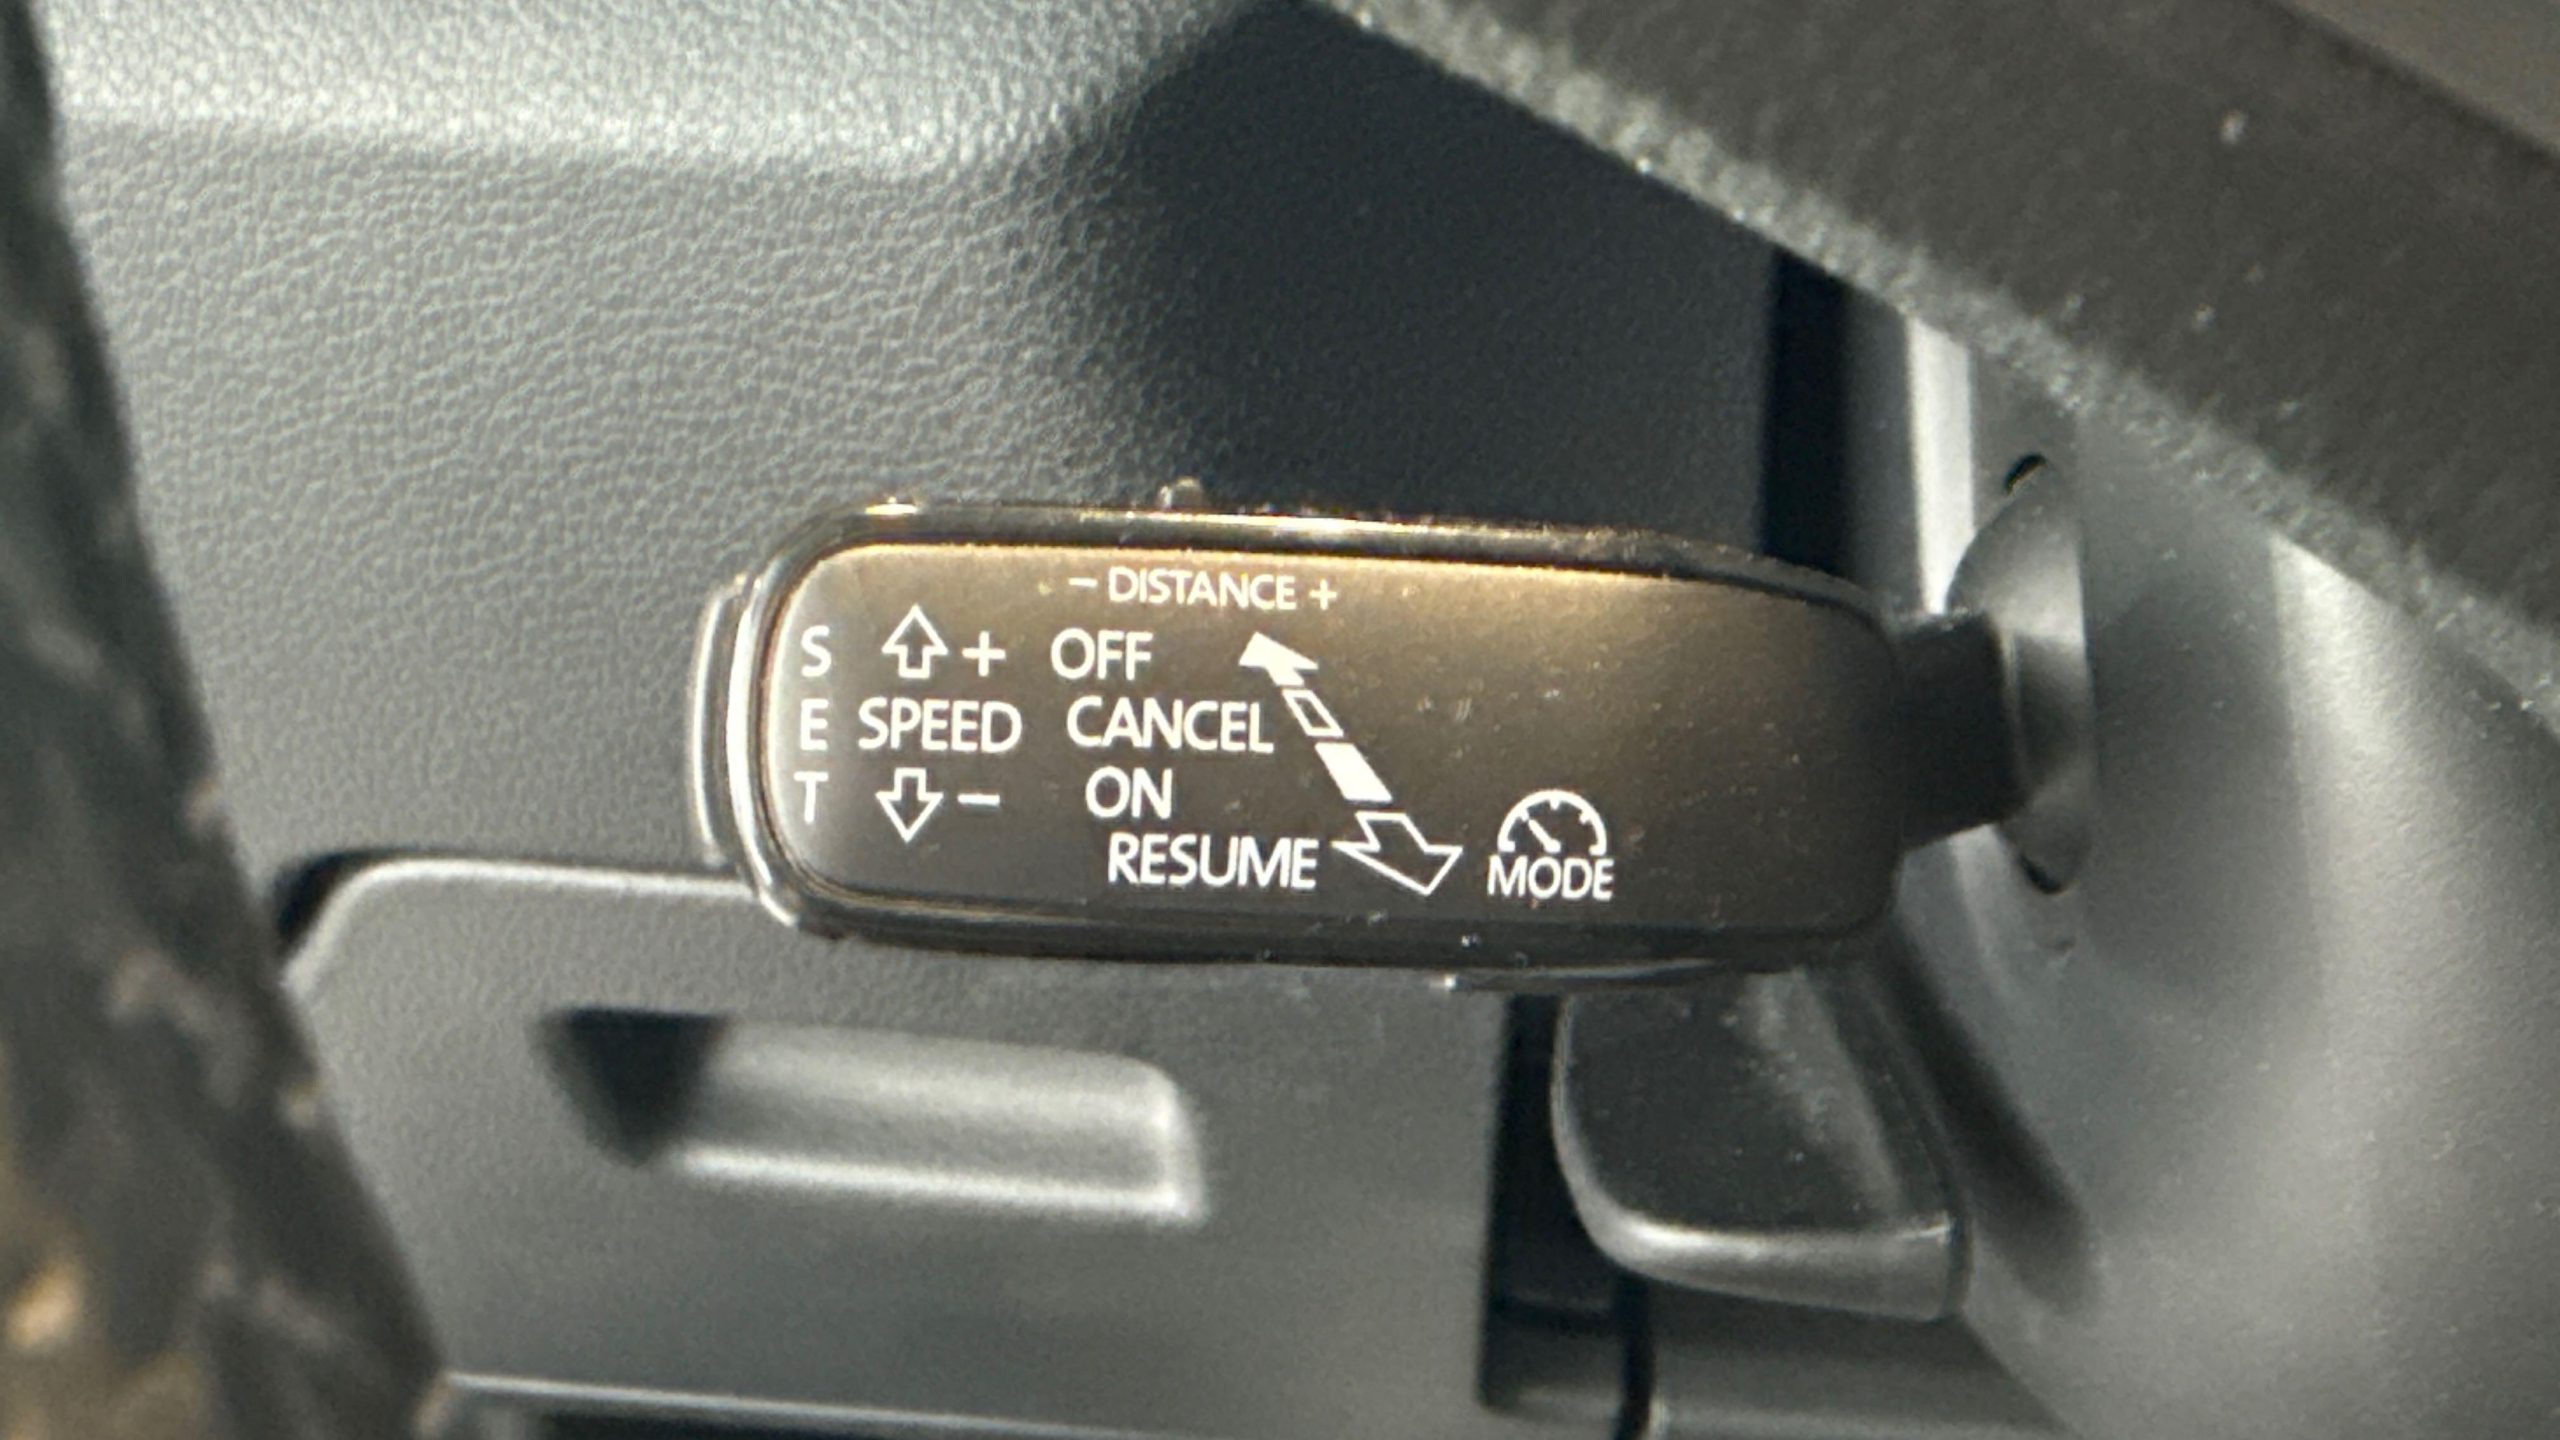 − DISTANCE +
S + OFF
E SPEED CANCEL
T − ON
RESUME
MODE